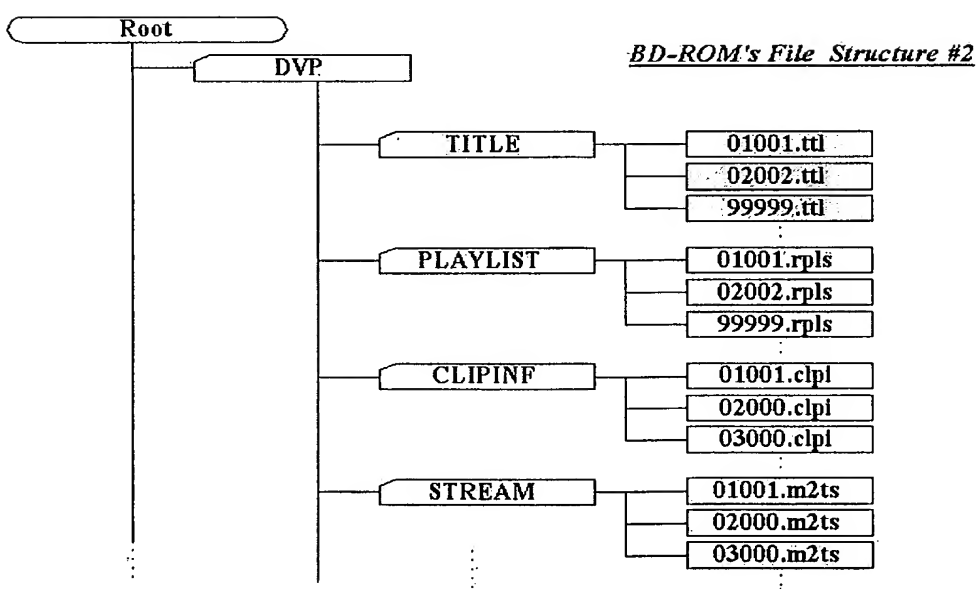 Root
BD-ROM's File Structure #2
DVP
TITLE
01001.ttl
02002.ttl
99999.ttl
PLAYLIST
01001.rpls
02002.rpls
99999.rpls
CLIPINF
01001.clpi
02000.clpi
03000.clpi
STREAM
01001.m2ts
02000.m2ts
03000.m2ts